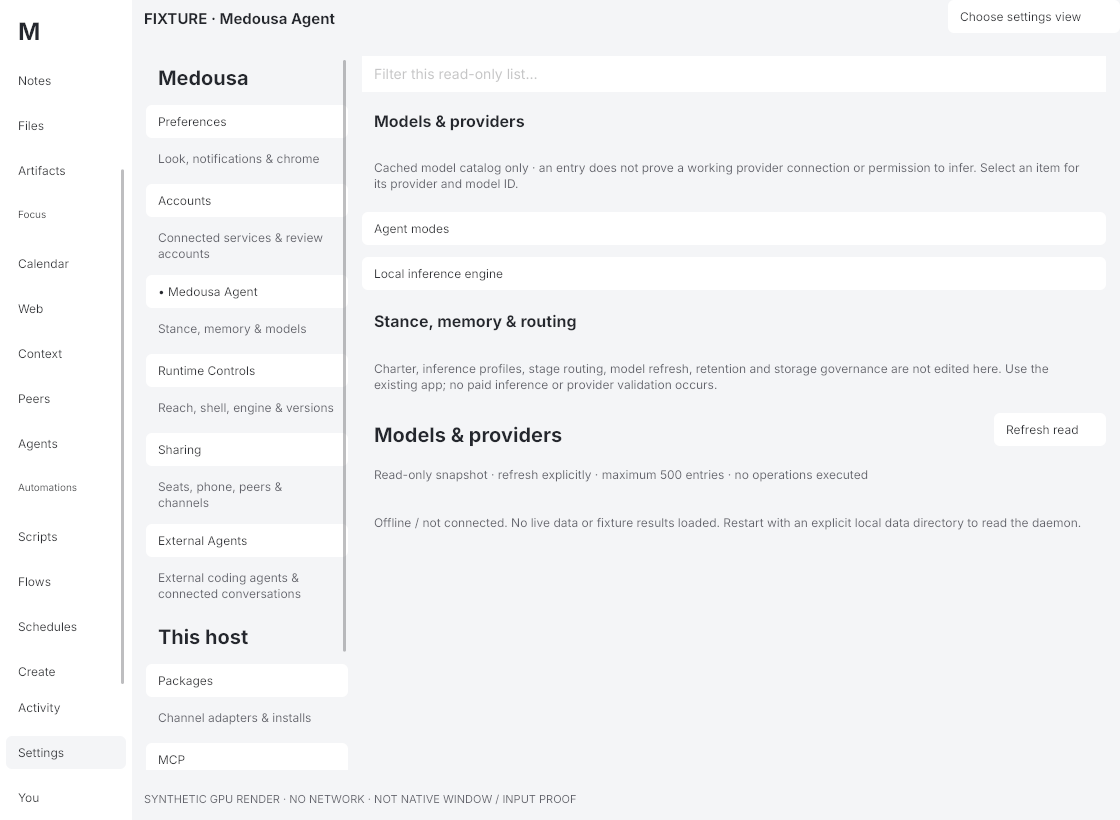 M
Notes
Files
Artifacts
Focus
Calendar
Web
Context
Peers
Agents
Automations
Scripts
Flows
Schedules
Create
Activity
Settings
You
FIXTURE · Medousa Agent
Choose settings view
Medousa
Preferences
Look, notifications & chrome
Accounts
Connected services & review
accounts
• Medousa Agent
Stance, memory & models
Runtime Controls
Reach, shell, engine & versions
Sharing
Seats, phone, peers &
channels
External Agents
External coding agents &
connected conversations
This host
Packages
Channel adapters & installs
MCP
Filter this read-only list...
Models & providers
Cached model catalog only · an entry does not prove a working provider connection or permission to infer. Select an item for
its provider and model ID.
Agent modes
Local inference engine
Stance, memory & routing
Charter, inference profiles, stage routing, model refresh, retention and storage governance are not edited here. Use the
existing app; no paid inference or provider validation occurs.
Models & providers
Refresh read
Read-only snapshot · refresh explicitly · maximum 500 entries · no operations executed
Offline / not connected. No live data or fixture results loaded. Restart with an explicit local data directory to read the daemon.
SYNTHETIC GPU RENDER · NO NETWORK · NOT NATIVE WINDOW / INPUT PROOF